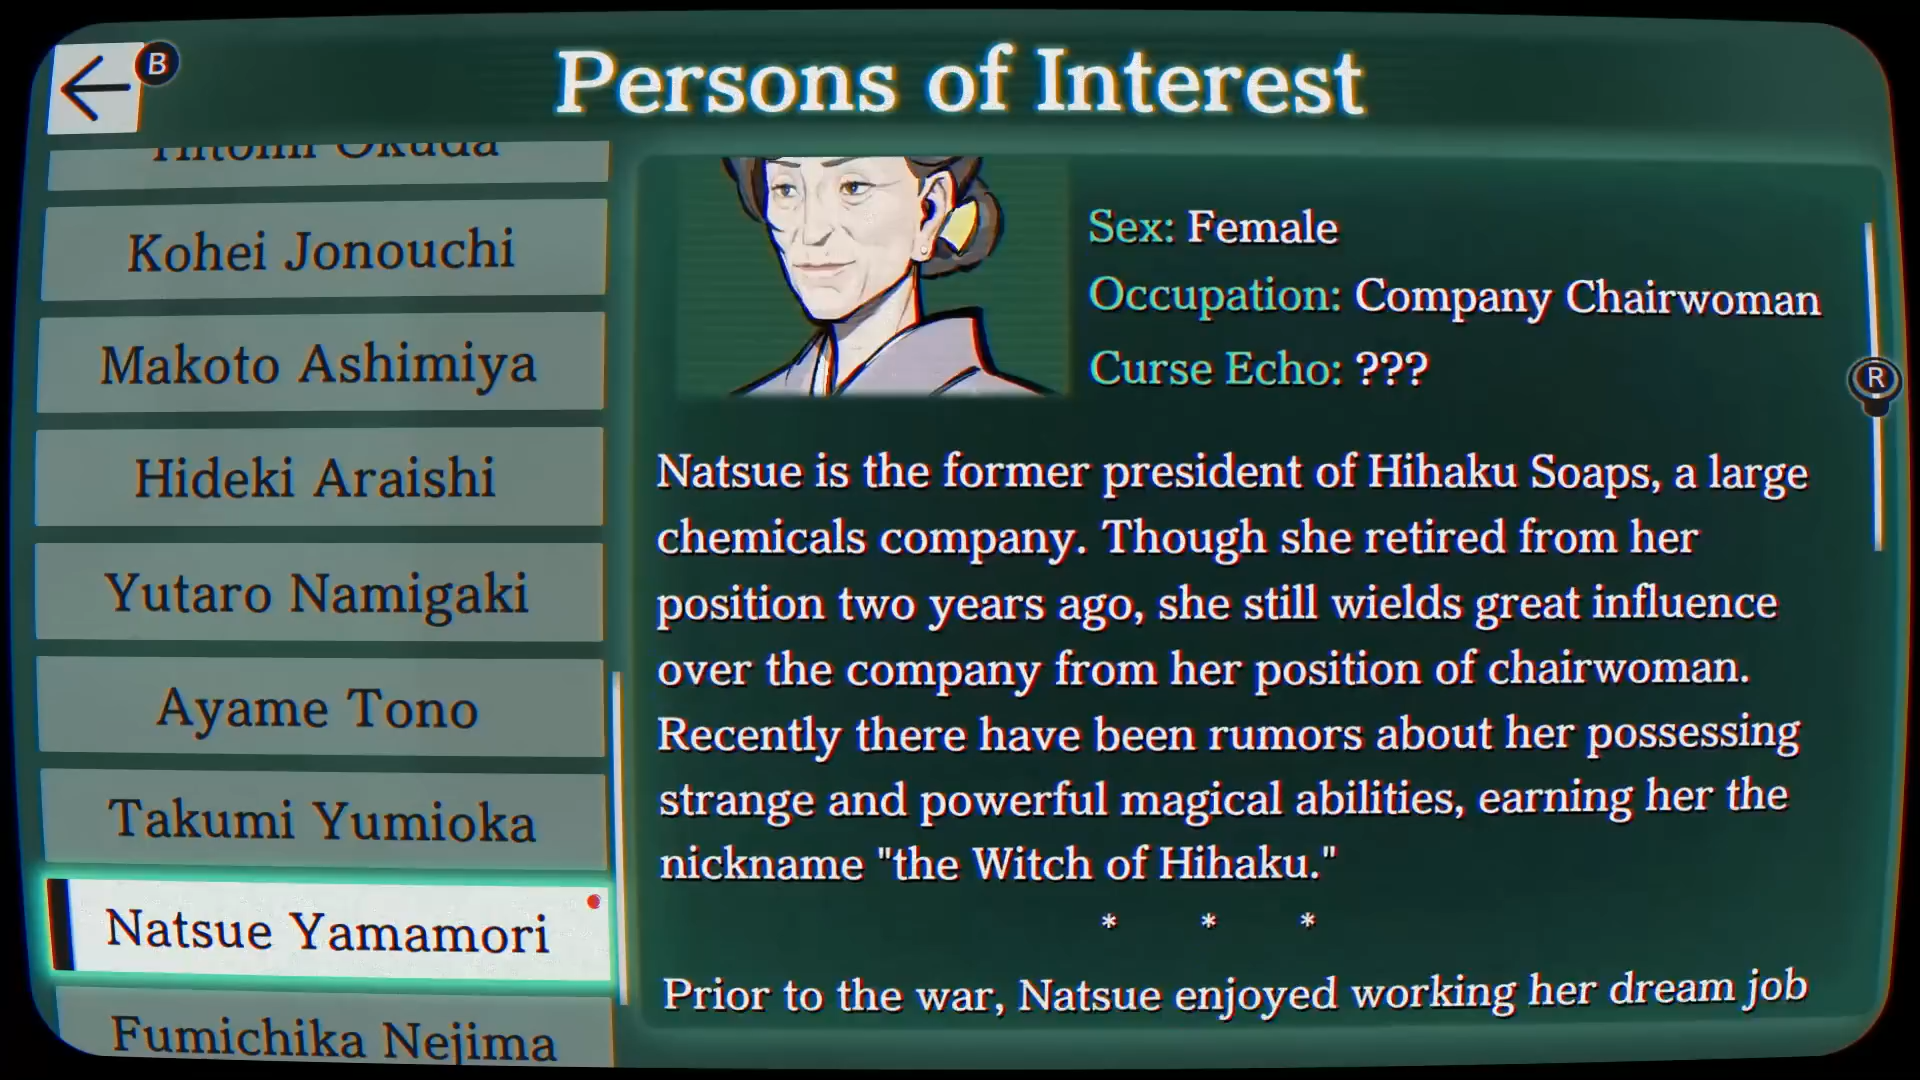 B
Persons of Interest
Hitomi Okuda
Kohei Jonouchi
Makoto Ashimiya
Hideki Araishi
Yutaro Namigaki
Ayame Tono
Takumi Yumioka
Natsue Yamamori
Fumichika Nejima
Sex: Female
Occupation: Company Chairwoman
Curse Echo: ???
R
Natsue is the former president of Hihaku Soaps, a large
chemicals company. Though she retired from her
position two years ago, she still wields great influence
over the company from her position of chairwoman.
Recently there have been rumors about her possessing
strange and powerful magical abilities, earning her the
nickname "the Witch of Hihaku."
* * *
Prior to the war, Natsue enjoyed working her dream job